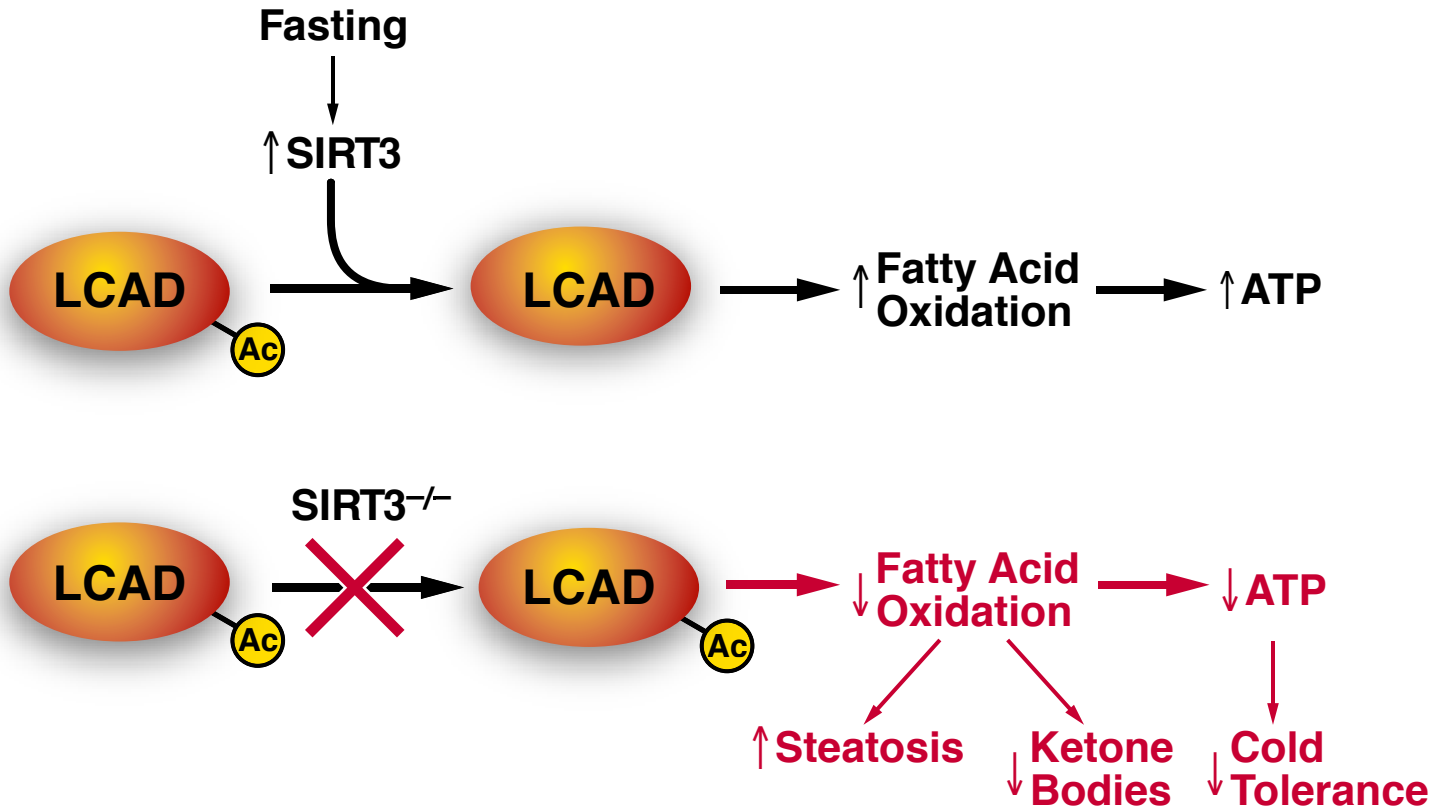 Fasting
↑ SIRT3
LCAD
Ac
LCAD
↑ Fatty Acid
Oxidation
↑ ATP
SIRT3–/–
LCAD
Ac
LCAD
Ac
↓ Fatty Acid
Oxidation
↓ ATP
↑ Steatosis
↓ Ketone
Bodies
↓ Cold
Tolerance